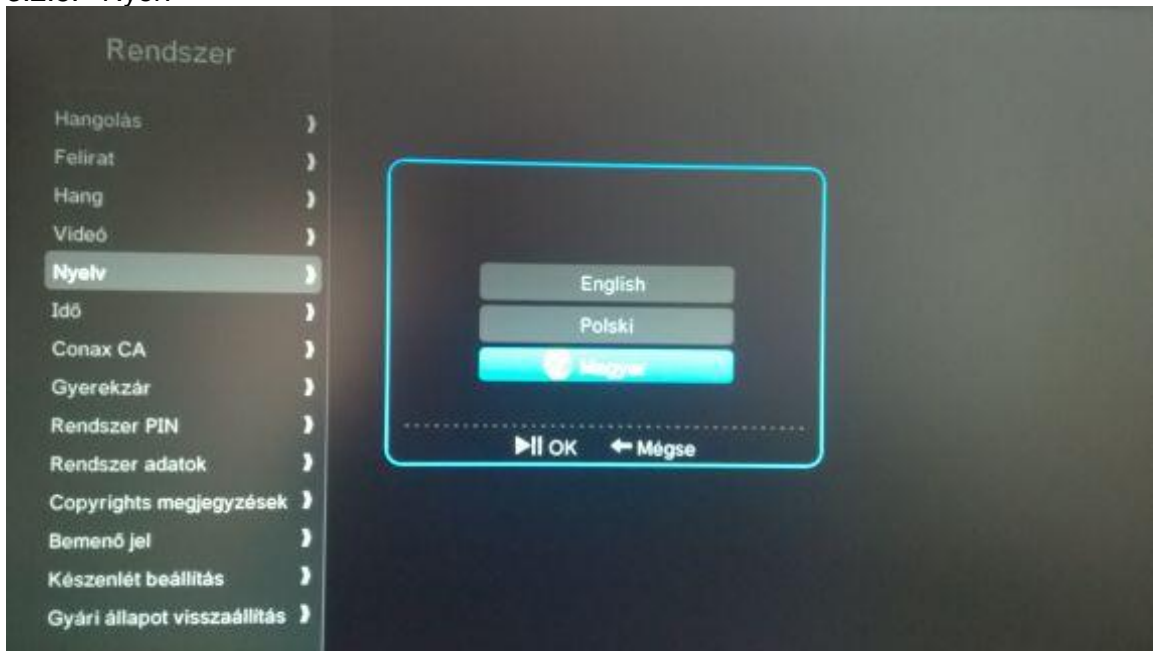 Rendszer
Hangolás
Felirat
Hang
Videó
Nyelv
Idő
Conax CA
Gyerekzár
Rendszer PIN
Rendszer adatok
Copyrights megjegyzések
Bemenő jel
Készenlét beállítás
Gyári állapot visszaállítás
English
Polski
Magyar
OK Mégse